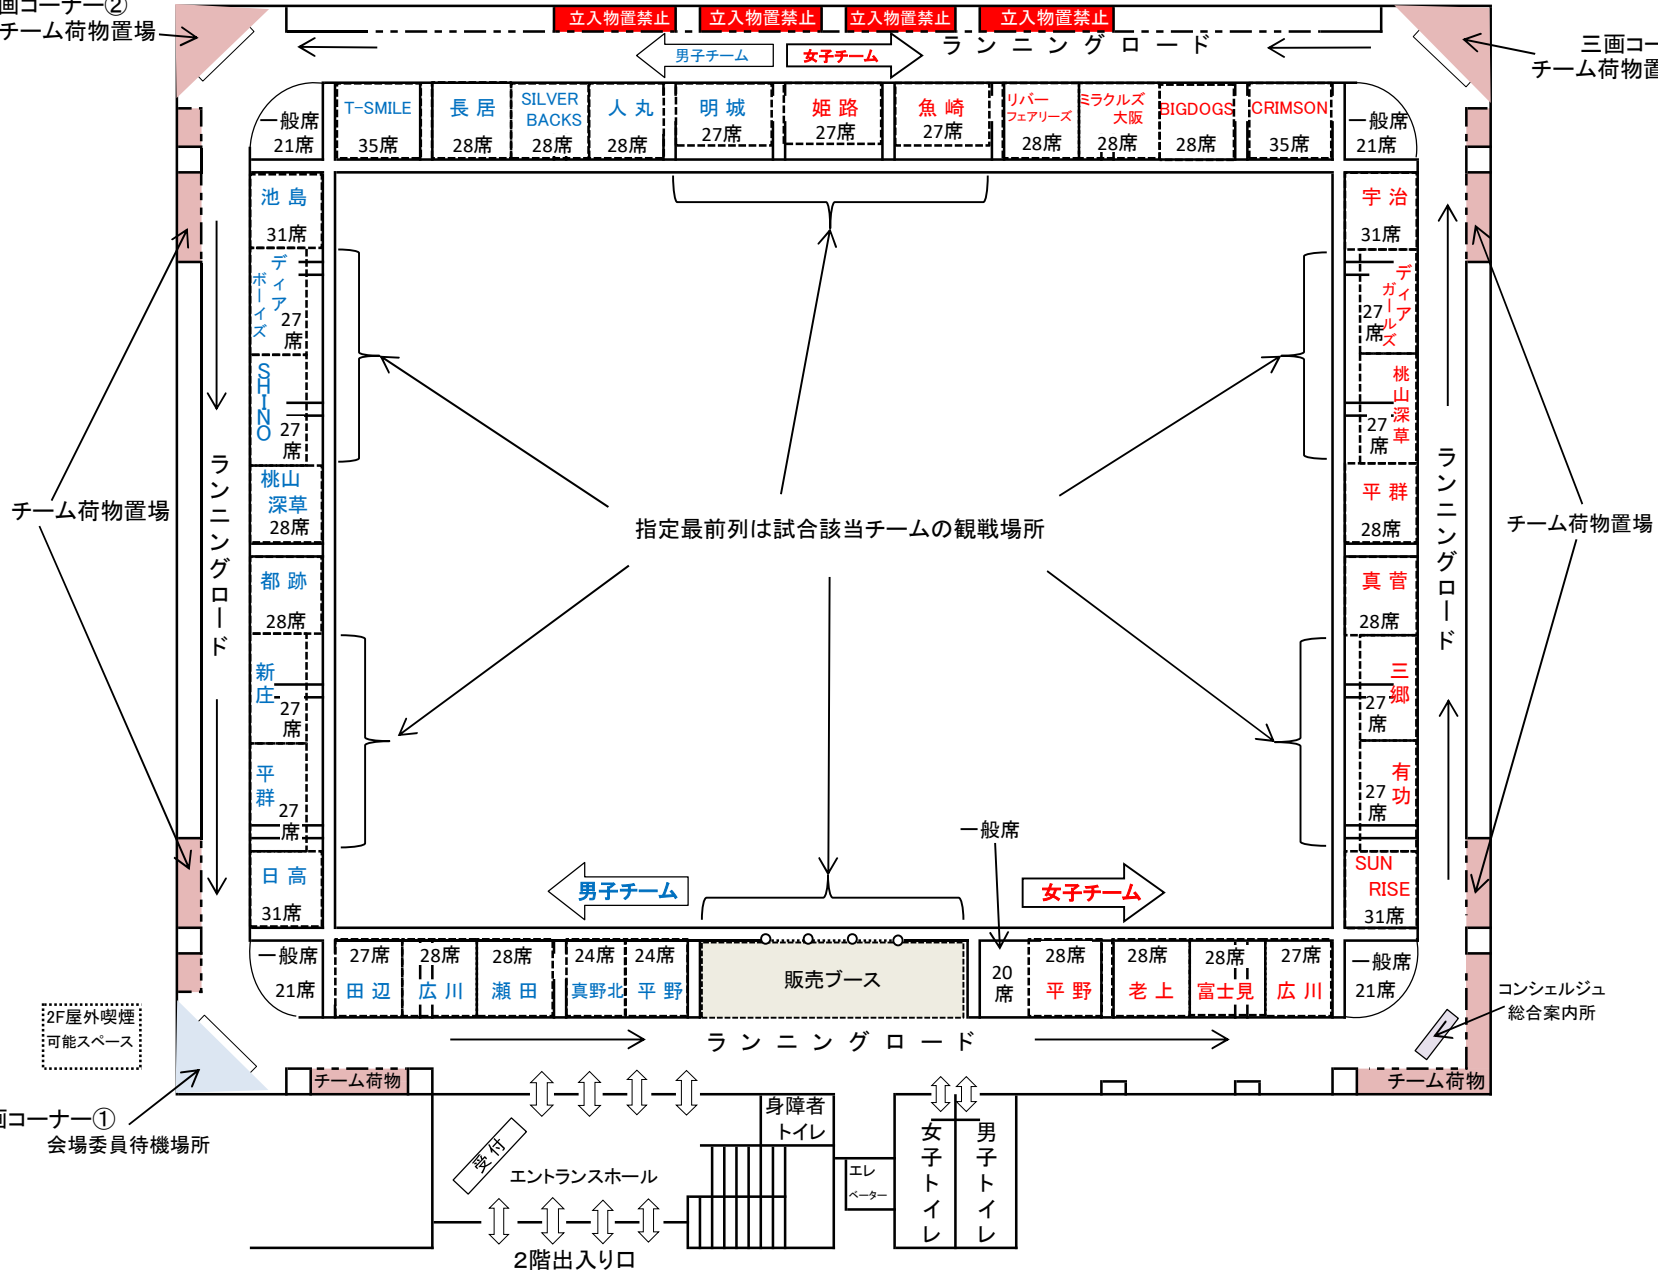 画コーナー②
チーム荷物置場
三画コー
チーム荷物置
立入物置禁止
立入物置禁止
立入物置禁止
立入物置禁止
男子チーム
女子チーム
ランニングロード
一般席
21席
T-SMILE
35席
長居
28席
SILVER
BACKS
28席
人丸
28席
明城
27席
姫路
27席
魚崎
27席
リバー
フェアリーズ
28席
ミラクルズ
大阪
28席
BIGDOGS
28席
CRIMSON
35席
一般席
21席
池島
31席
ディア
ボーイズ
27
席
SHINO
27
席
桃山
深草
28席
都跡
28席
新庄
27
席
平群
27
席
日高
31席
ランニングロード
チーム荷物置場
指定最前列は試合該当チームの観戦場所
宇治
31席
ディア
ガールズ
27
席
桃山深草
27
席
平群
28席
真菅
28席
三郷
27
席
有功
27
席
SUN
RISE
31席
ランニングロード
チーム荷物置場
一般席
男子チーム
女子チーム
一般席
21席
27席
田辺
28席
広川
28席
瀬田
24席
真野北
24席
平野
販売ブース
20
席
28席
平野
28席
老上
28席
富士見
27席
広川
一般席
21席
コンシェルジュ
総合案内所
2F屋外喫煙
可能スペース
ランニングロード
チーム荷物
チーム荷物
画コーナー①
会場委員待機場所
受付
エントランスホール
身障者
トイレ
エレ
ベーター
女子トイレ
男子トイレ
2階出入り口